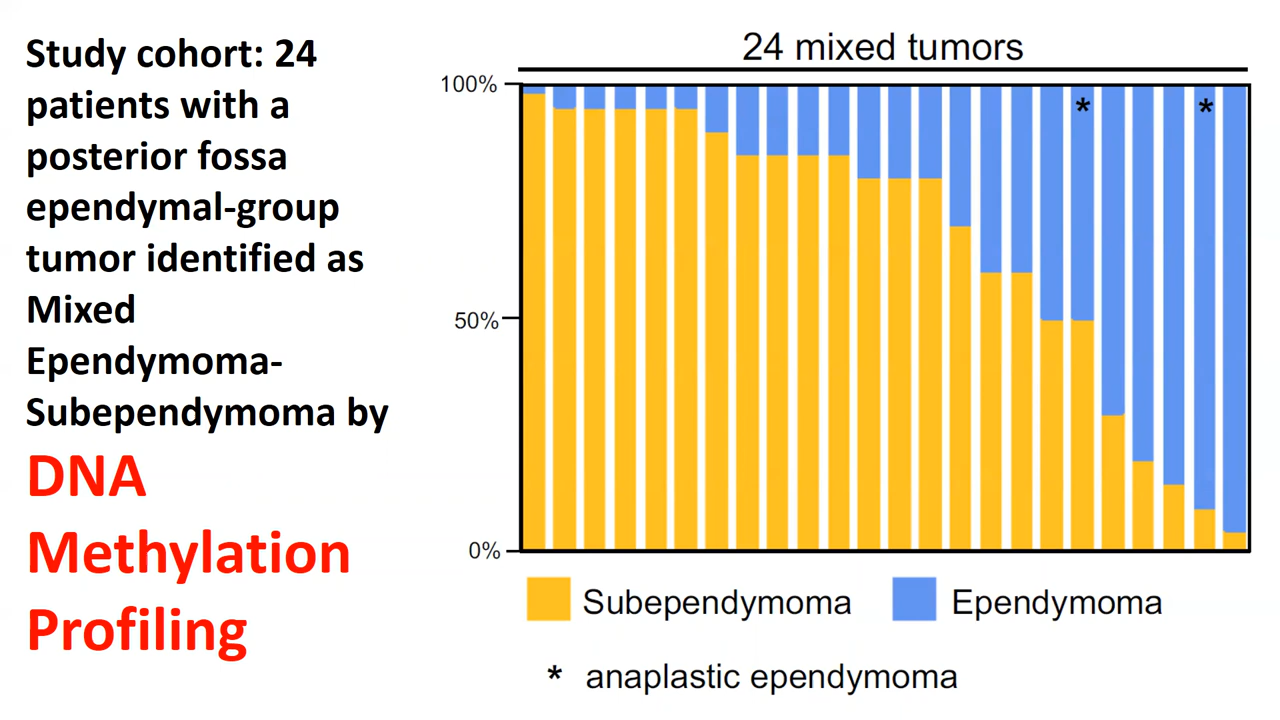 Study cohort: 24
patients with a
posterior fossa
ependymal-group
tumor identified as
Mixed
Ependymoma-
Subependymoma by
DNA
Methylation
Profiling
24 mixed tumors
100%
50%
0%
* *
Subependymoma Ependymoma
* anaplastic ependymoma